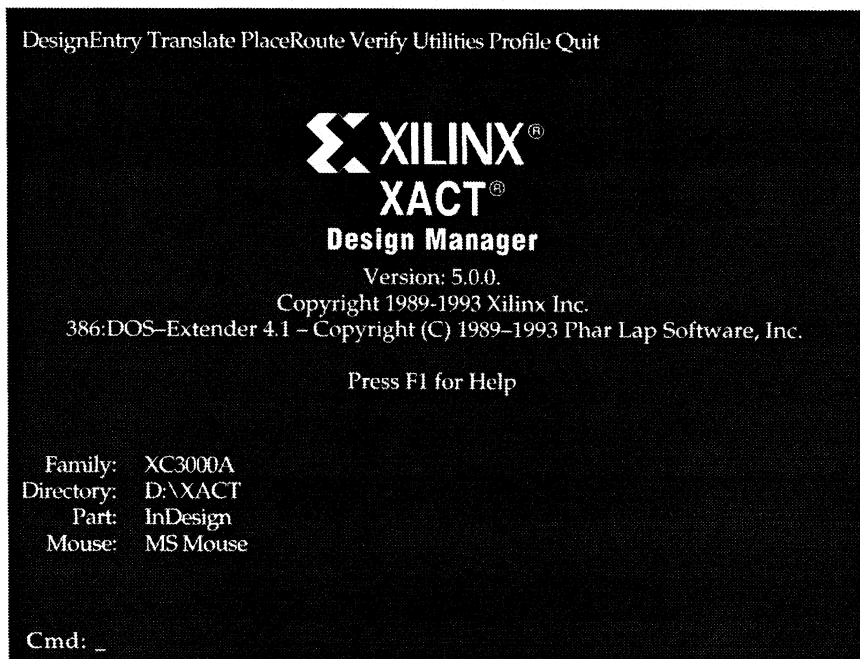 DesignEntry Translate PlaceRoute Verify Utilities Profile Quit
XILINX®
XACT®
Design Manager
Version: 5.0.0.
Copyright 1989-1993 Xilinx Inc.
386:DOS–Extender 4.1 – Copyright (C) 1989–1993 Phar Lap Software, Inc.
Press F1 for Help
Family: XC3000A
Directory: D:\XACT
Part: InDesign
Mouse: MS Mouse
Cmd: _